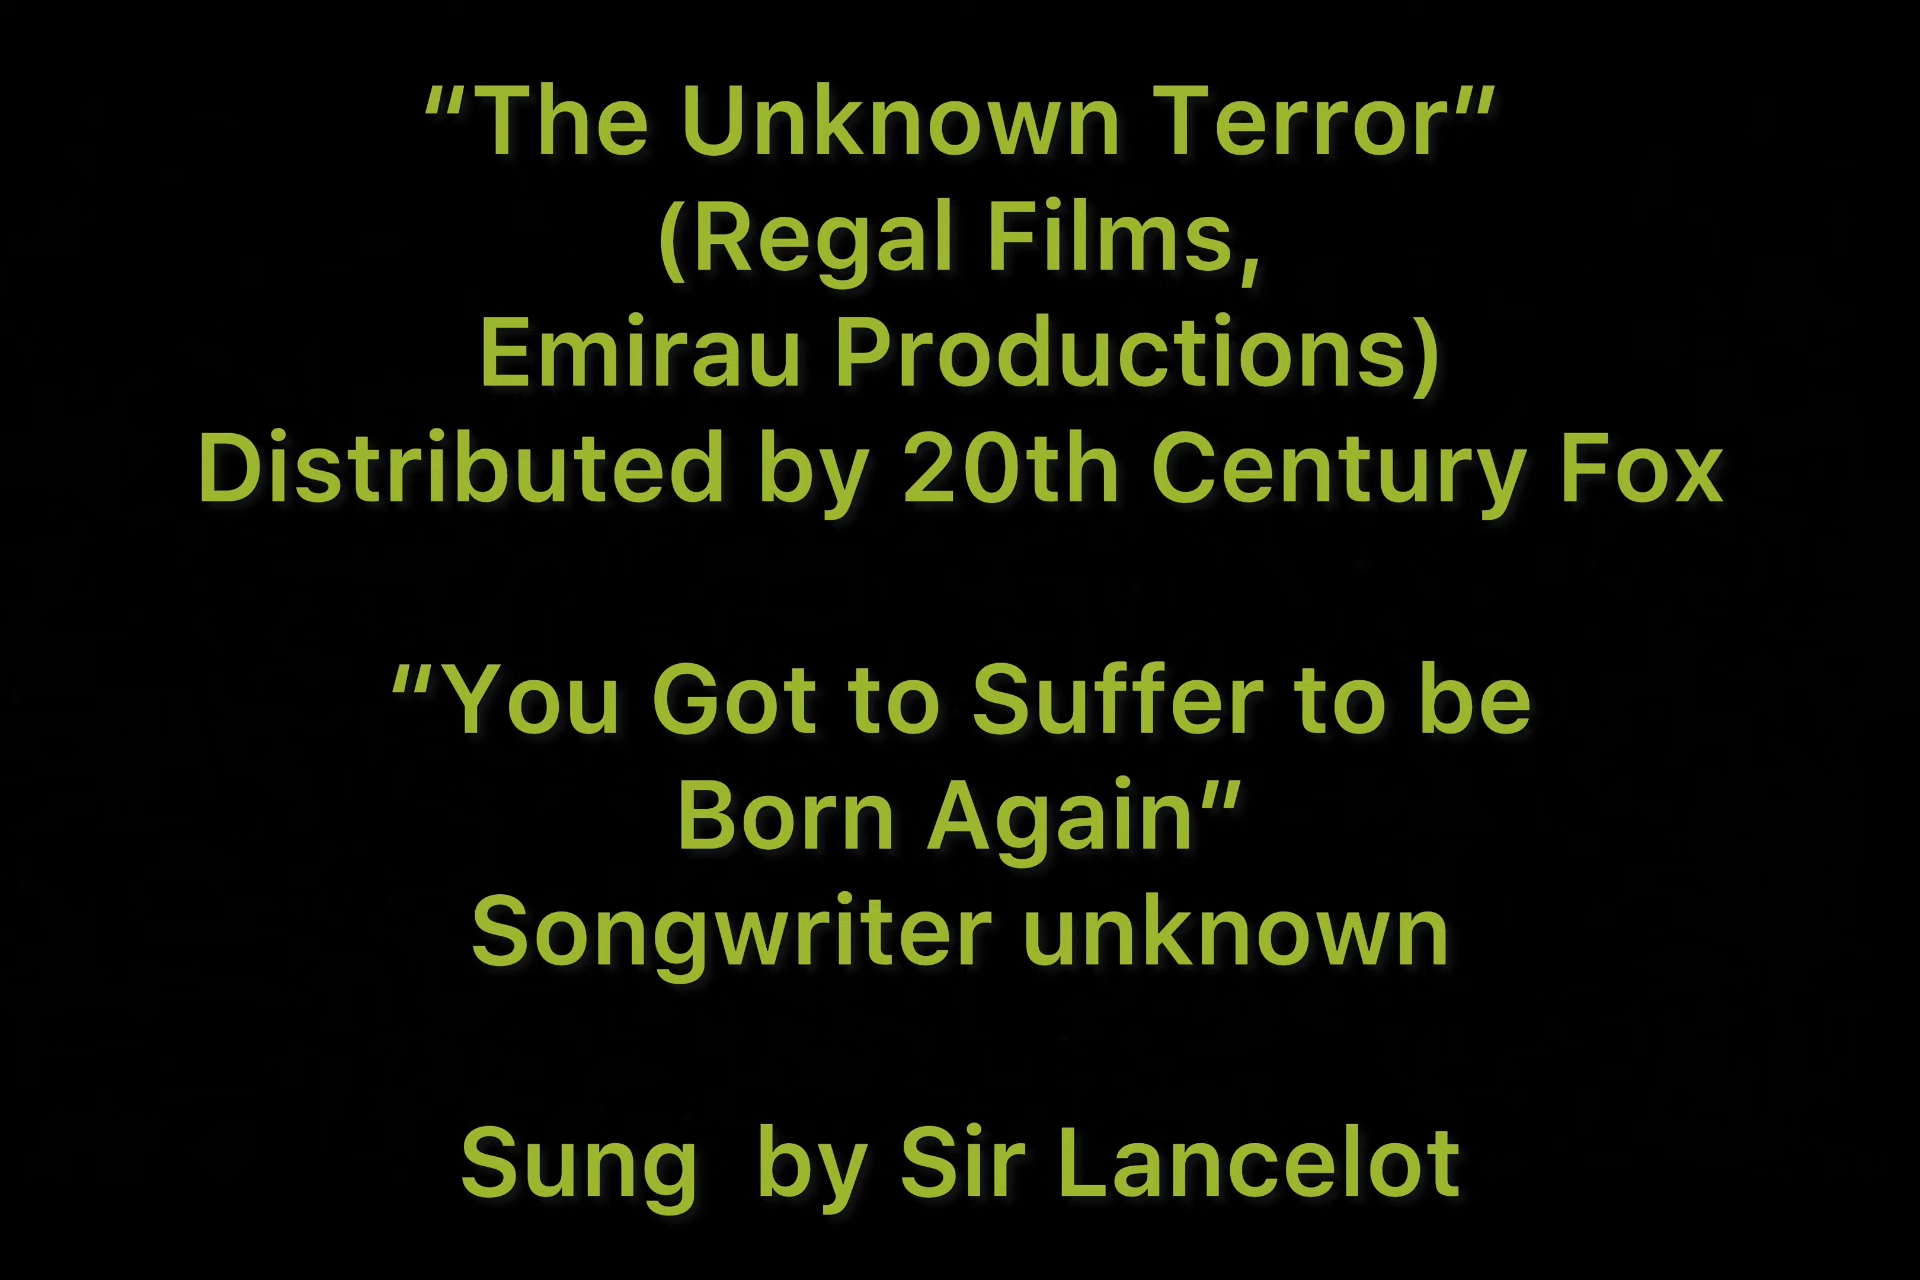 “The Unknown Terror”
(Regal Films,
Emirau Productions)
Distributed by 20th Century Fox
“You Got to Suffer to be
Born Again”
Songwriter unknown
Sung  by Sir Lancelot